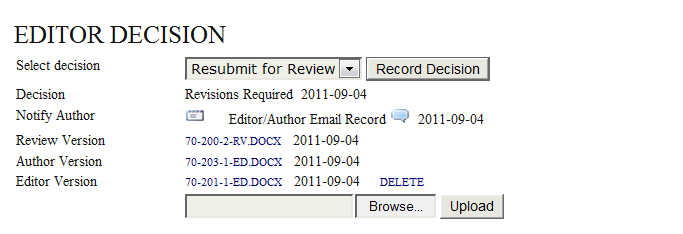 EDITOR DECISION
Select decision Resubmit for Review Record Decision
Decision Revisions Required 2011-09-04
Notify Author Editor/Author Email Record 2011-09-04
Review Version 70-200-2-RV.DOCX 2011-09-04
Author Version 70-203-1-ED.DOCX 2011-09-04
Editor Version 70-201-1-ED.DOCX 2011-09-04 DELETE
Browse... Upload